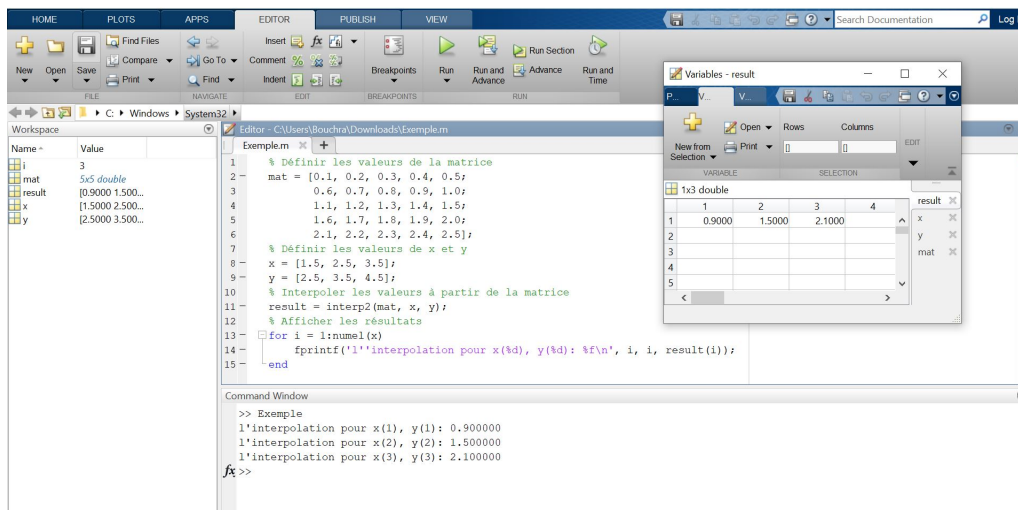 HOME PLOTS APPS EDITOR PUBLISH VIEW Search Documentation Log
New Open Save Find Files Compare Print Go To Find Insert fx Comment % Indent Breakpoints Run Run and Advance Run Section Advance Run and Time
FILE NAVIGATE EDIT BREAKPOINTS RUN
C: Windows System32
Workspace
Name Value
i 3
mat 5x5 double
result [0.9000 1.500...
x [1.5000 2.500...
y [2.5000 3.500...
Editor - C:\Users\Bouchra\Downloads\Exemple.m
Exemple.m × +
1 % Définir les valeurs de la matrice
2 – mat = [0.1, 0.2, 0.3, 0.4, 0.5;
3 0.6, 0.7, 0.8, 0.9, 1.0;
4 1.1, 1.2, 1.3, 1.4, 1.5;
5 1.6, 1.7, 1.8, 1.9, 2.0;
6 2.1, 2.2, 2.3, 2.4, 2.5];
7 % Définir les valeurs de x et y
8 – x = [1.5, 2.5, 3.5];
9 – y = [2.5, 3.5, 4.5];
10 % Interpoler les valeurs à partir de la matrice
11 – result = interp2(mat, x, y);
12 % Afficher les résultats
13 – for i = 1:numel(x)
14 – fprintf('l''interpolation pour x(%d), y(%d): %f\n', i, i, result(i));
15 – end
Variables - result
P... V... V...
New from Selection Open Print Rows Columns EDIT
[] []
VARIABLE SELECTION
1x3 double
result
x
y
mat
1 2 3 4
1 0.9000 1.5000 2.1000
2
3
4
5
Command Window
>> Exemple
l'interpolation pour x(1), y(1): 0.900000
l'interpolation pour x(2), y(2): 1.500000
l'interpolation pour x(3), y(3): 2.100000
fx >>